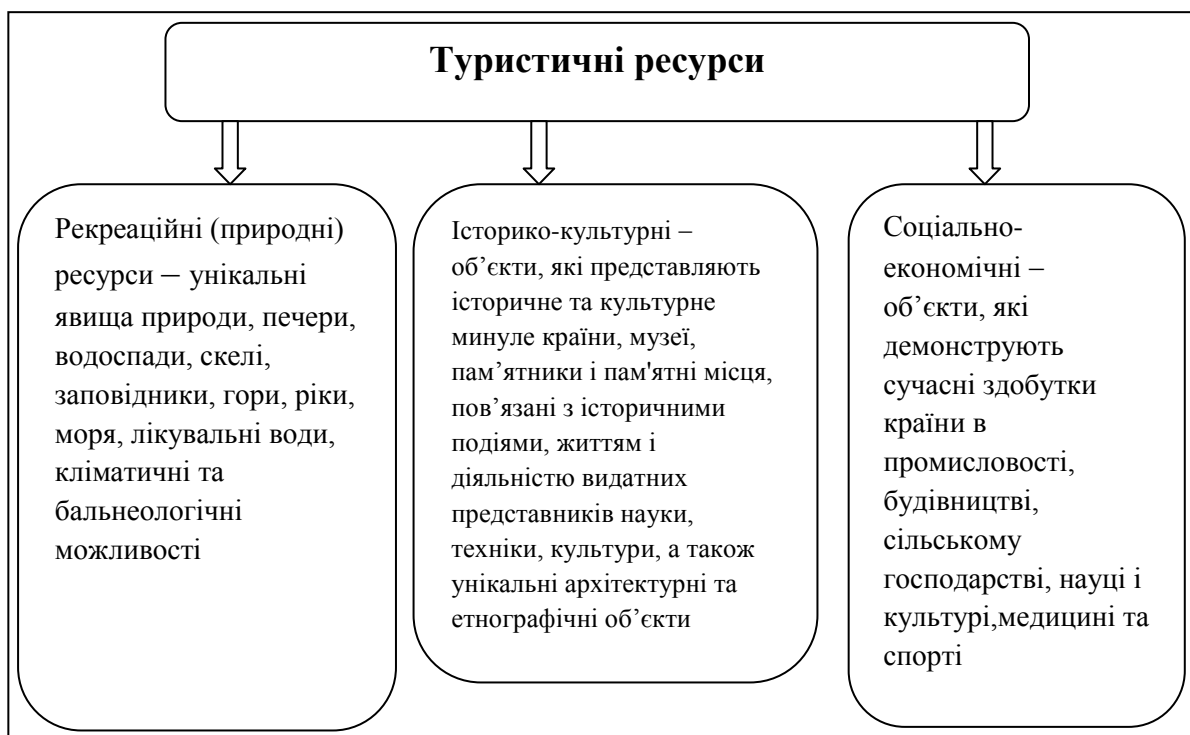 Туристичні ресурси
Рекреаційні (природні)
ресурси – унікальні
явища природи, печери,
водоспади, скелі,
заповідники, гори, ріки,
моря, лікувальні води,
кліматичні та
бальнеологічні
можливості
Історико-культурні –
об’єкти, які представляють
історичне та культурне
минуле країни, музеї,
пам’ятники і пам'ятні місця,
пов’язані з історичними
подіями, життям і
діяльністю видатних
представників науки,
техніки, культури, а також
унікальні архітектурні та
етнографічні об’єкти
Соціально-
економічні –
об’єкти, які
демонструють
сучасні здобутки
країни в
промисловості,
будівництві,
сільському
господарстві, науці і
культурі,медицині та
спорті